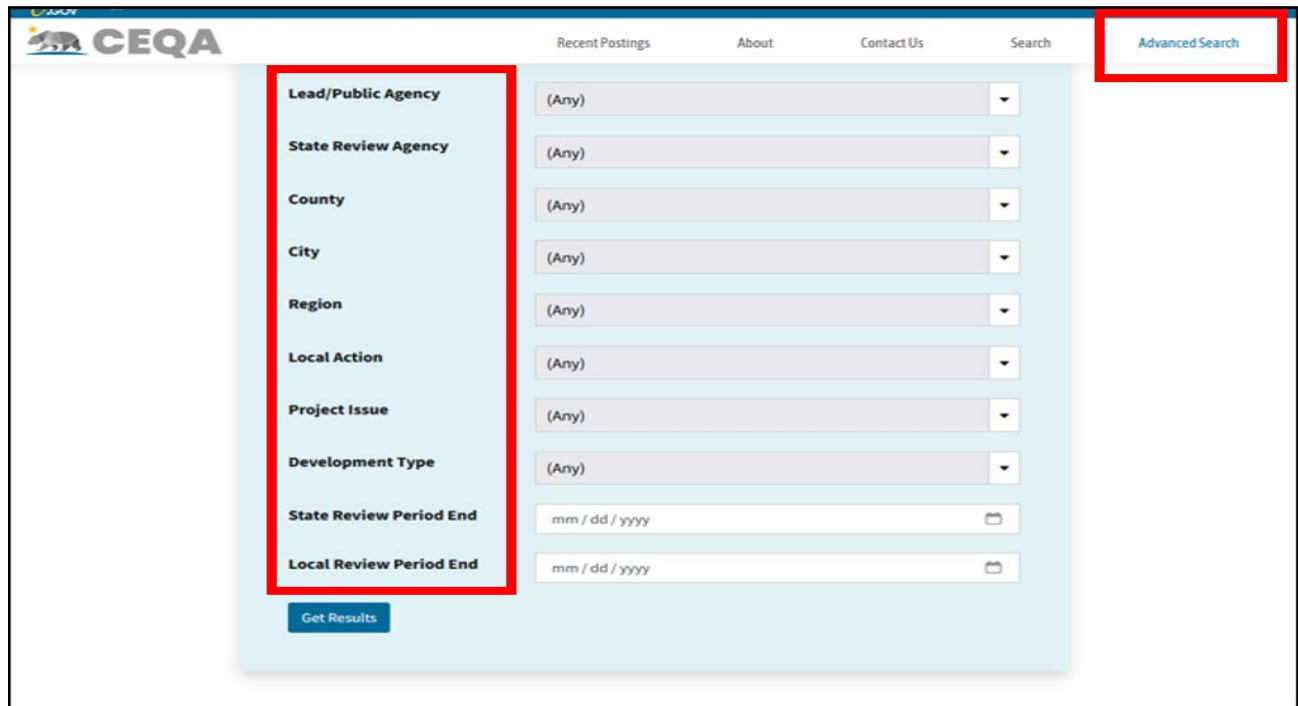 CEQA Recent Postings About Contact Us Search Advanced Search
Lead/Public Agency (Any)
State Review Agency (Any)
County (Any)
City (Any)
Region (Any)
Local Action (Any)
Project Issue (Any)
Development Type (Any)
State Review Period End mm / dd / yyyy
Local Review Period End mm / dd / yyyy
Get Results